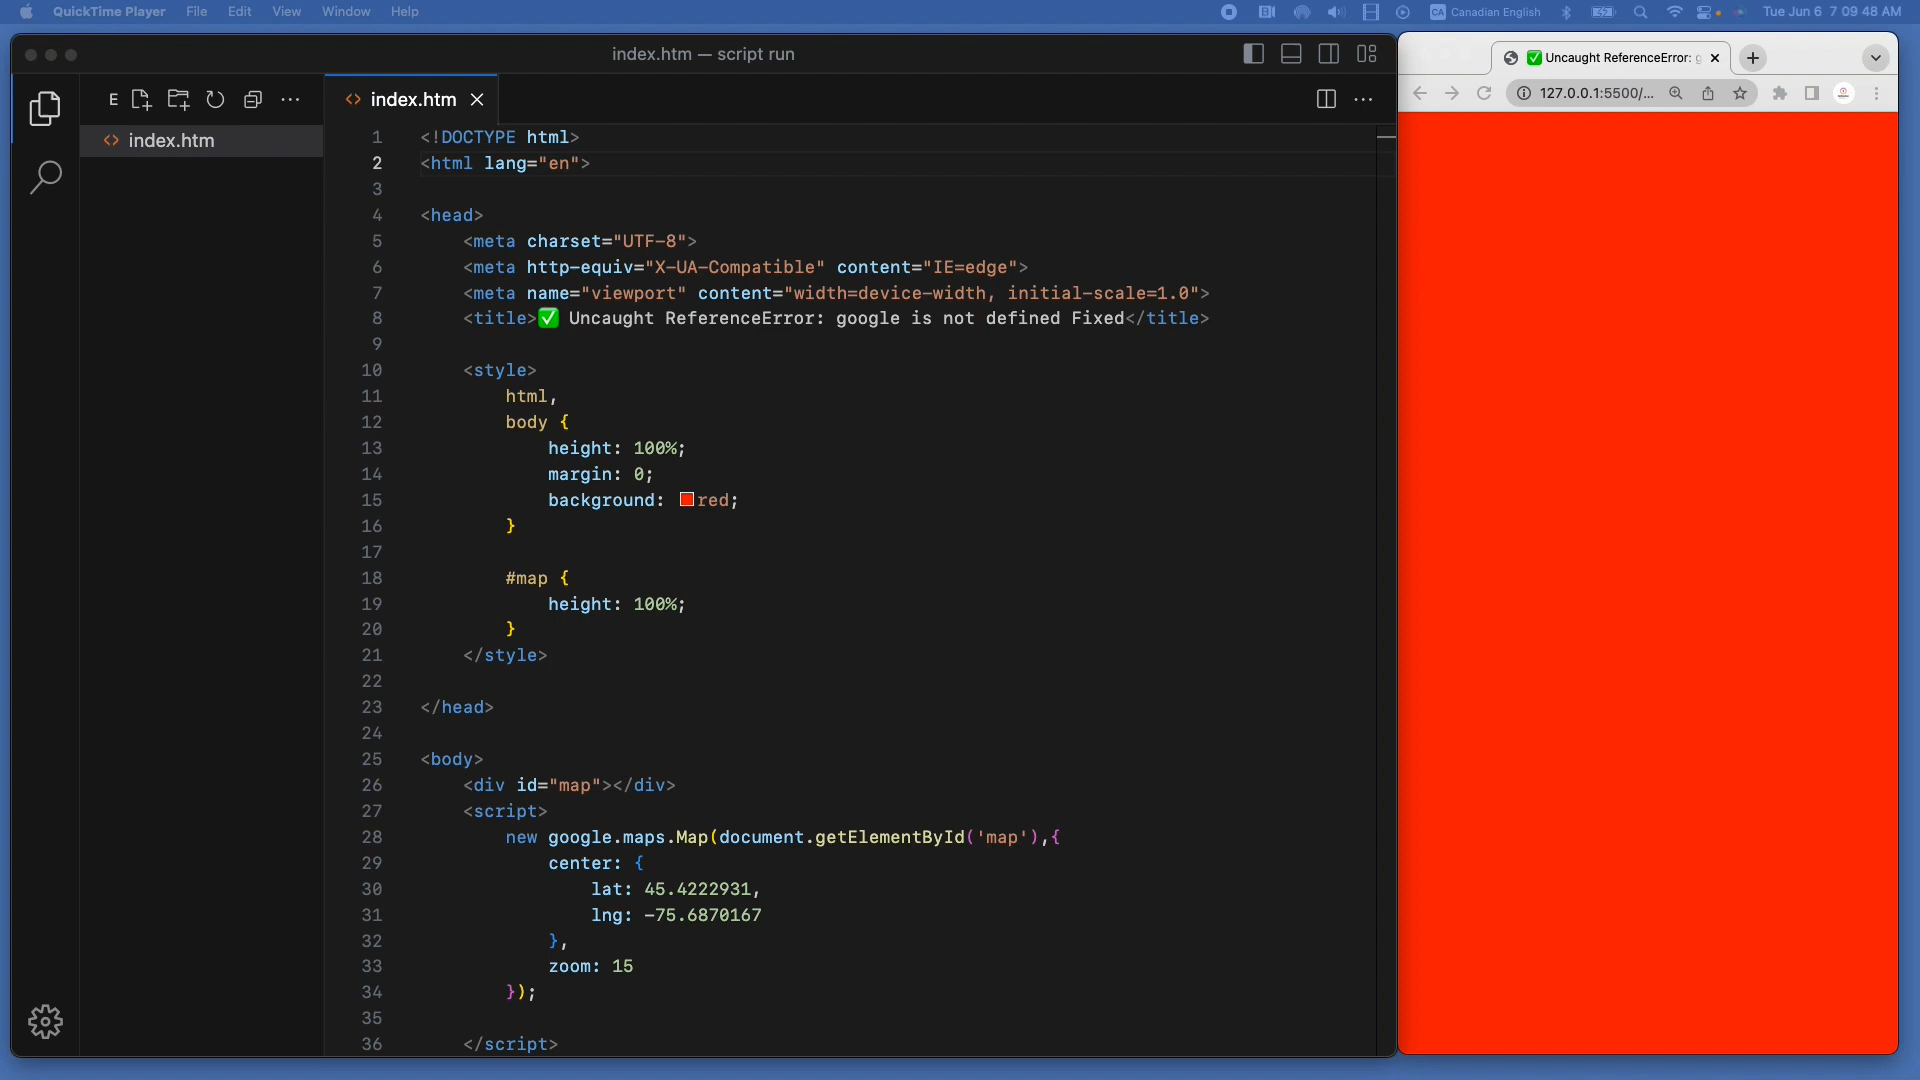 QuickTime Player File Edit View Window Help
CA Canadian English
Tue Jun 6 7 09 48 AM
index.htm — script run
✅ Uncaught ReferenceError: g
127.0.0.1:5500/...
E
index.htm
index.htm
1 <!DOCTYPE html>
2 <html lang="en">
3
4 <head>
5 <meta charset="UTF-8">
6 <meta http-equiv="X-UA-Compatible" content="IE=edge">
7 <meta name="viewport" content="width=device-width, initial-scale=1.0">
8 <title>✅ Uncaught ReferenceError: google is not defined Fixed</title>
9
10 <style>
11 html,
12 body {
13 height: 100%;
14 margin: 0;
15 background: red;
16 }
17
18 #map {
19 height: 100%;
20 }
21 </style>
22
23 </head>
24
25 <body>
26 <div id="map"></div>
27 <script>
28 new google.maps.Map(document.getElementById('map'),{
29 center: {
30 lat: 45.4222931,
31 lng: -75.6870167
32 },
33 zoom: 15
34 });
35
36 </script>